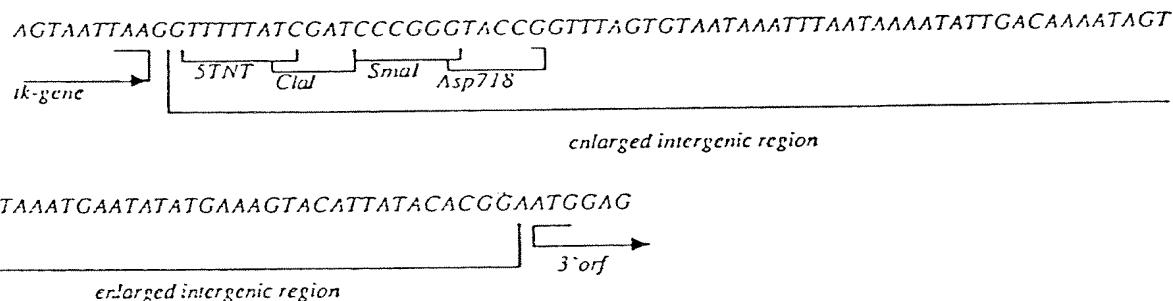 AGTAATTAAGGTTTTTATCGATCCCGGGTACCGGTTTAGTGTAATAAATTTAATAAAATATTGACAAAATAGT
5TNT
ClaI
SmaI
Asp718
tk-gene
enlarged intergenic region
TAAATGAATATATGAAAGTACATTATACACGGAATGGAG
3`orf
enlarged intergenic region